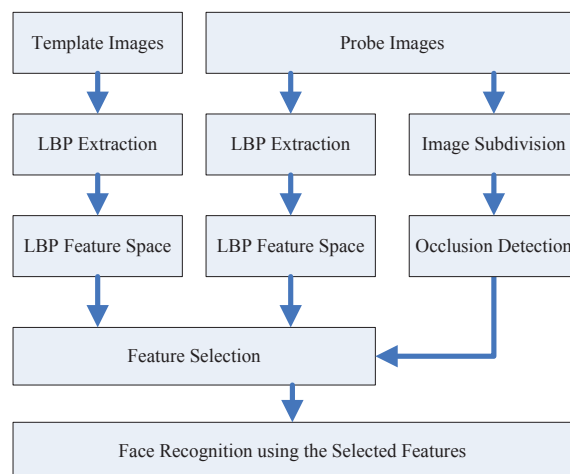 Template Images
Probe Images
LBP Extraction
LBP Extraction
Image Subdivision
LBP Feature Space
LBP Feature Space
Occlusion Detection
Feature Selection
Face Recognition using the Selected Features